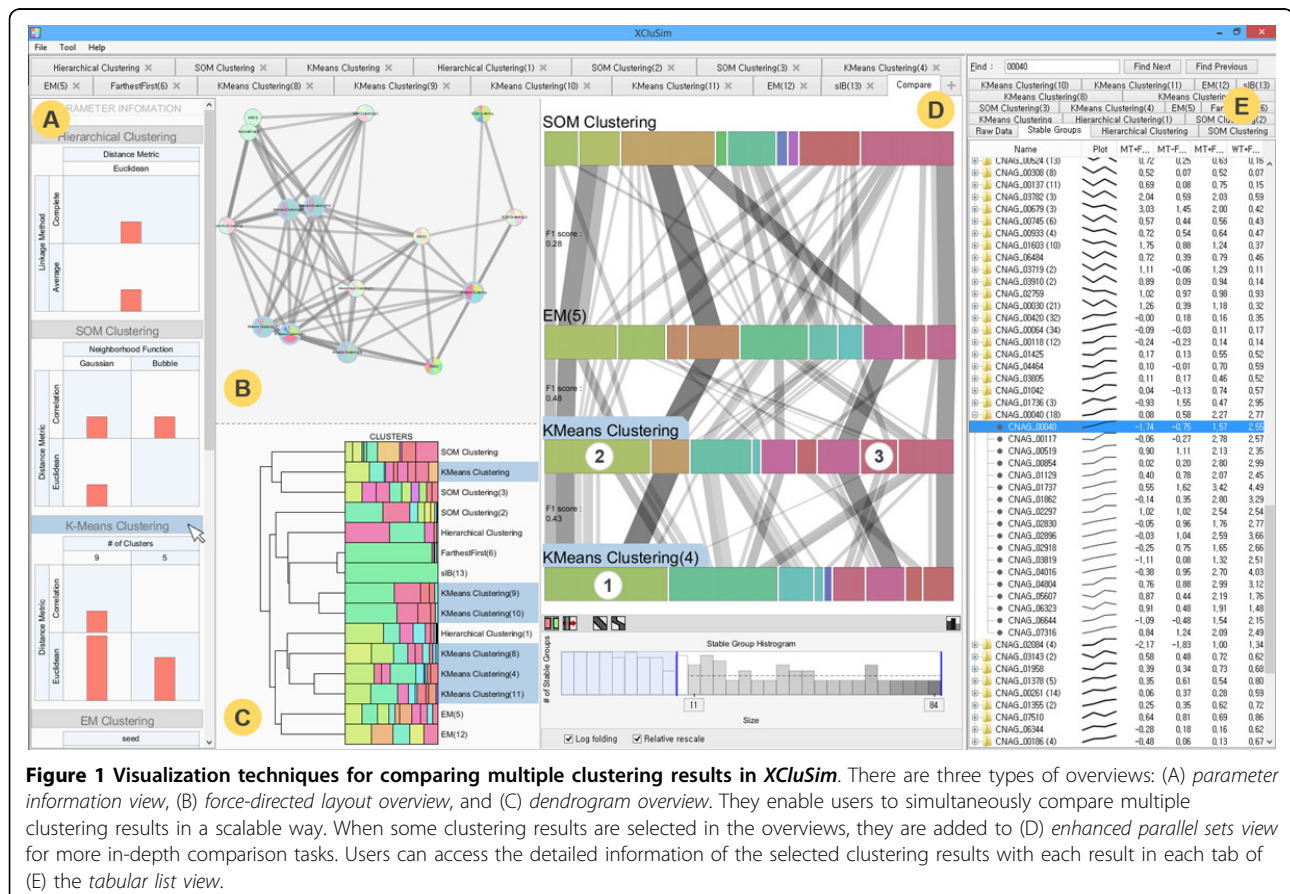 XCluSim
File Tool Help
Hierarchical Clustering SOM Clustering KMeans Clustering Hierarchical Clustering(1) SOM Clustering(2) SOM Clustering(3) KMeans Clustering(4)
EM(5) FarthestFirst(6) KMeans Clustering(8) KMeans Clustering(9) KMeans Clustering(10) KMeans Clustering(11) EM(12) sIB(13) Compare +
A
PARAMETER INFOMATION
Hierarchical Clustering
Distance Metric
Euclidean
Linkage Method
Complete
Average
SOM Clustering
Neighborhood Function
Gaussian Bubble
Distance Metric
Correlation
Euclidean
K-Means Clustering
# of Clusters
9 5
Distance Metric
Correlation
Euclidean
EM Clustering
seed
B
C
CLUSTERS
SOM Clustering
KMeans Clustering
SOM Clustering(3)
SOM Clustering(2)
Hierarchical Clustering
FarthestFirst(6)
sIB(13)
KMeans Clustering(9)
KMeans Clustering(10)
Hierarchical Clustering(1)
KMeans Clustering(8)
KMeans Clustering(4)
KMeans Clustering(11)
EM(5)
EM(12)
D
SOM Clustering
F1 score :
0.28
EM(5)
F1 score :
0.48
KMeans Clustering
2 3
F1 score :
0.43
KMeans Clustering(4)
1
Stable Group Histrogram
# of Stable Groups
11 84
Size
Log folding Relative rescale
Find : 00040 Find Next Find Previous
KMeans Clustering(10) KMeans Clustering(11) EM(12) sIB(13)
KMeans Clustering(8)
E
SOM Clustering(3) KMeans Clustering(4) EM(5)
KMeans Clustering Hierarchical Clustering(1)
Raw Data Stable Groups Hierarchical Clustering SOM Clustering
Name Plot MT+F... MT-F... MT+F... WT+F...
CNAG_00524 (13) 0,72 0,25 0,63 0,16
CNAG_00308 (8) 0,52 0,07 0,52 0,07
CNAG_00137 (11) 0,69 0,08 0,75 0,15
CNAG_03782 (3) 2,04 0,59 2,03 0,59
CNAG_00679 (3) 3,03 1,45 2,00 0,42
CNAG_00745 (6) 0,57 0,44 0,56 0,43
CNAG_00933 (4) 0,72 0,54 0,64 0,47
CNAG_01603 (10) 1,75 0,88 1,24 0,37
CNAG_06484 0,72 0,39 0,79 0,46
CNAG_03719 (2) 1,11 -0,06 1,29 0,11
CNAG_03910 (2) 0,89 0,09 0,94 0,14
CNAG_02759 1,02 0,97 0,98 0,93
CNAG_00030 (21) 1,26 0,39 1,18 0,32
CNAG_00420 (32) -0,00 0,18 0,16 0,35
CNAG_00064 (34) -0,09 -0,03 0,11 0,17
CNAG_00118 (12) -0,24 -0,23 0,14 0,14
CNAG_01425 0,17 0,13 0,55 0,52
CNAG_04464 0,10 -0,01 0,70 0,59
CNAG_03805 0,11 0,17 0,46 0,52
CNAG_01042 0,04 -0,13 0,74 0,57
CNAG_01736 (3) -0,93 1,55 0,47 2,95
CNAG_00040 (18) 0,08 0,58 2,27 2,77
CNAG_00040 -1,74 -0,75 1,57 2,55
CNAG_00117 -0,06 -0,27 2,78 2,57
CNAG_00519 0,90 1,11 2,13 2,35
CNAG_00854 0,02 0,20 2,80 2,99
CNAG_01129 0,40 0,78 2,07 2,45
CNAG_01737 0,55 1,62 3,42 4,49
CNAG_01862 -0,14 0,35 2,80 3,29
CNAG_02297 1,02 1,02 2,54 2,54
CNAG_02830 -0,05 0,96 1,76 2,77
CNAG_02896 -0,03 1,04 2,59 3,66
CNAG_02918 -0,25 0,75 1,65 2,66
CNAG_03819 -1,11 0,08 1,32 2,51
CNAG_04016 -0,38 0,95 2,70 4,03
CNAG_04804 0,76 0,88 2,99 3,12
CNAG_05607 0,87 0,44 2,19 1,76
CNAG_06323 0,91 0,48 1,91 1,48
CNAG_06644 -1,09 -0,48 1,54 2,15
CNAG_07316 0,84 1,24 2,09 2,49
CNAG_02084 (4) -2,17 -1,83 1,00 1,34
CNAG_03143 (2) 0,58 0,48 0,72 0,62
CNAG_01958 0,39 0,34 0,73 0,68
CNAG_01378 (5) 0,35 0,61 0,54 0,80
CNAG_00261 (14) 0,06 0,37 0,28 0,59
CNAG_01355 (2) 0,25 0,35 0,62 0,72
CNAG_07510 0,64 0,81 0,69 0,86
CNAG_06344 -0,28 0,18 0,16 0,62
CNAG_00186 (4) -0,48 0,06 0,13 0,67
Figure 1 Visualization techniques for comparing multiple clustering results in XCluSim. There are three types of overviews: (A) parameter
information view, (B) force-directed layout overview, and (C) dendrogram overview. They enable users to simultaneously compare multiple
clustering results in a scalable way. When some clustering results are selected in the overviews, they are added to (D) enhanced parallel sets view
for more in-depth comparison tasks. Users can access the detailed information of the selected clustering results with each result in each tab of
(E) the tabular list view.